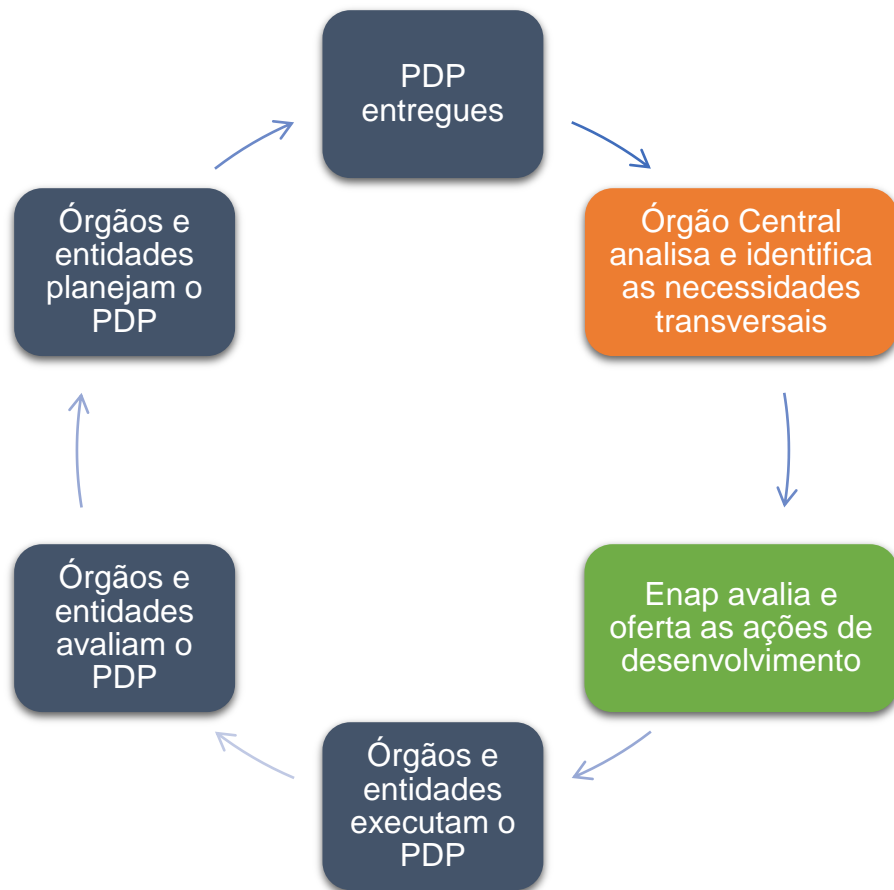 PDP
entregues
Órgão Central
analisa e identifica
as necessidades
transversais
Enap avalia e
oferta as ações de
desenvolvimento
Órgãos e
entidades
executam o
PDP
Órgãos e
entidades
avaliam o
PDP
Órgãos e
entidades
planejam o
PDP